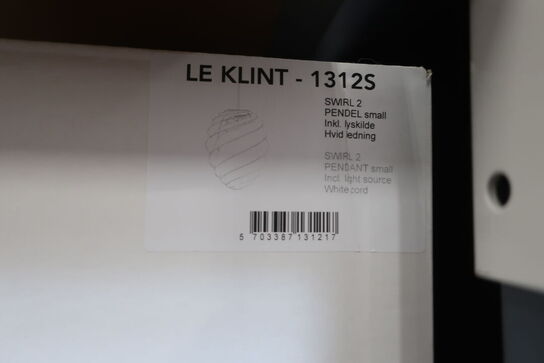 LE KLINT - 1312S
SWIRL 2
PENDEL small
Inkl. lyskilde
Hvid ledning
SWIRL 2
PENDANT small
Incl. light source
White cord
5 703387 131217